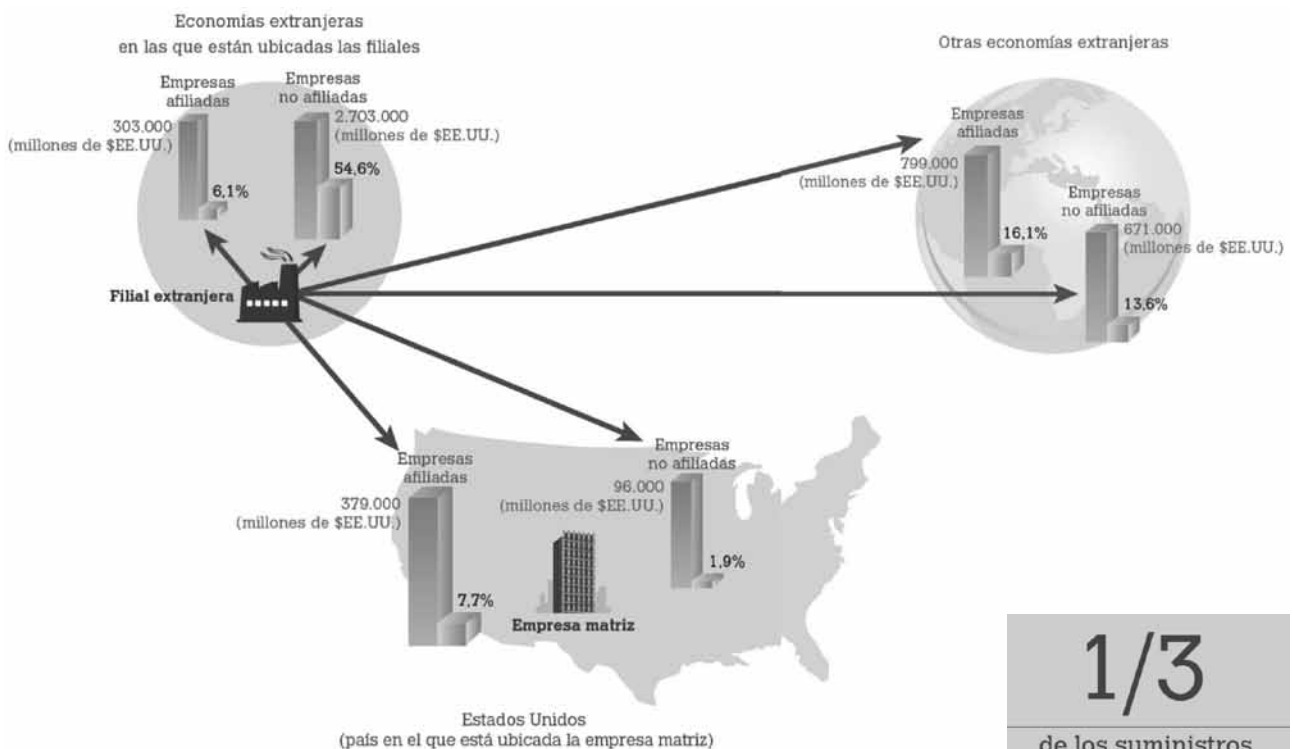 Economías extranjeras
en las que están ubicadas las filiales
Empresas
afiliadas
303.000
(millones de $EE.UU.)
6,1%
Empresas
no afiliadas
2.703.000
(millones de $EE.UU.)
54,6%
Filial extranjera
Otras economías extranjeras
Empresas
afiliadas
799.000
(millones de $EE.UU.)
16,1%
Empresas
no afiliadas
671.000
(millones de $EE.UU.)
13,6%
Empresas
afiliadas
379.000
(millones de $EE.UU.)
7,7%
Empresas
no afiliadas
96.000
(millones de $EE.UU.)
1,9%
Empresa matriz
Estados Unidos
(país en el que está ubicada la empresa matriz)
1/3
de los suministros